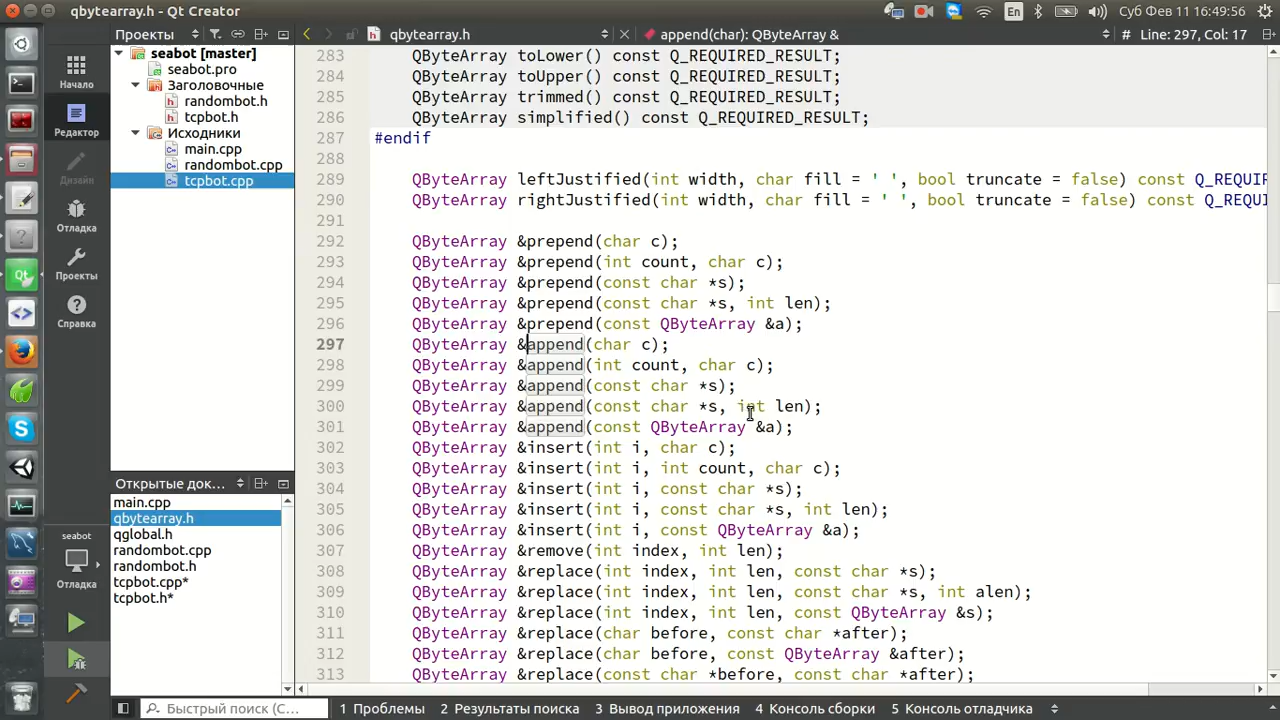 qbytearray.h - Qt Creator
En
Суб Фев 11 16:49:56
Проекты
qbytearray.h
append(char): QByteArray &
# Line: 297, Col: 17
seabot [master]
seabot.pro
Заголовочные
randombot.h
tcpbot.h
Исходники
main.cpp
randombot.cpp
tcpbot.cpp
Начало
Редактор
Дизайн
Отладка
Проекты
Справка
283 QByteArray toLower() const Q_REQUIRED_RESULT;
284 QByteArray toUpper() const Q_REQUIRED_RESULT;
285 QByteArray trimmed() const Q_REQUIRED_RESULT;
286 QByteArray simplified() const Q_REQUIRED_RESULT;
287 #endif
288
289 QByteArray leftJustified(int width, char fill = ' ', bool truncate = false) const Q_REQUIR
290 QByteArray rightJustified(int width, char fill = ' ', bool truncate = false) const Q_REQU
291
292 QByteArray &prepend(char c);
293 QByteArray &prepend(int count, char c);
294 QByteArray &prepend(const char *s);
295 QByteArray &prepend(const char *s, int len);
296 QByteArray &prepend(const QByteArray &a);
297 QByteArray &append(char c);
298 QByteArray &append(int count, char c);
299 QByteArray &append(const char *s);
300 QByteArray &append(const char *s, int len);
301 QByteArray &append(const QByteArray &a);
302 QByteArray &insert(int i, char c);
303 QByteArray &insert(int i, int count, char c);
304 QByteArray &insert(int i, const char *s);
305 QByteArray &insert(int i, const char *s, int len);
306 QByteArray &insert(int i, const QByteArray &a);
307 QByteArray &remove(int index, int len);
308 QByteArray &replace(int index, int len, const char *s);
309 QByteArray &replace(int index, int len, const char *s, int alen);
310 QByteArray &replace(int index, int len, const QByteArray &s);
311 QByteArray &replace(char before, const char *after);
312 QByteArray &replace(char before, const QByteArray &after);
313 QByteArray &replace(const char *before, const char *after);
Открытые док...
main.cpp
qbytearray.h
qglobal.h
randombot.cpp
randombot.h
tcpbot.cpp*
tcpbot.h*
seabot
Отладка
Быстрый поиск (C...
1 Проблемы
2 Результаты поиска
3 Вывод приложения
4 Консоль сборки
5 Консоль отладчика